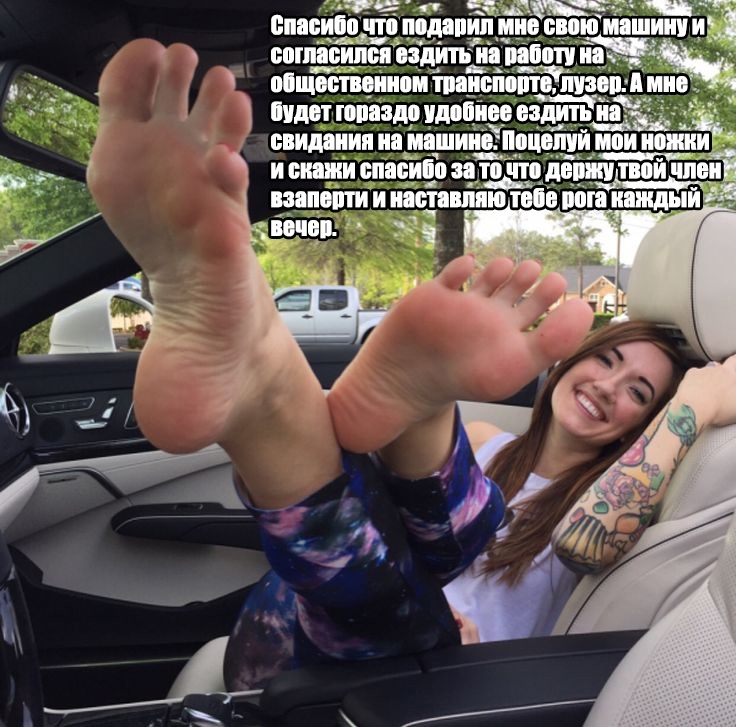 Спасибо что подарил мне свою машину и
согласился ездить на работу на
общественном транспорте, лузер. А мне
будет гораздо удобнее ездить на
свидания на машине. Поцелуй мои ножки
и скажи спасибо за то что держу твой член
взаперти и наставляю тебе рога каждый
вечер.